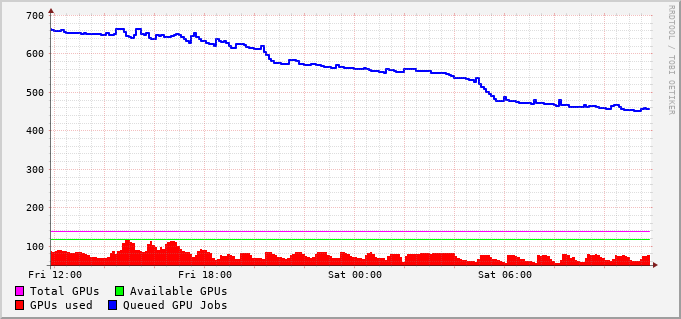 RRDTOOL / TOBI OETIKER
700
600
500
400
300
200
100
Fri 12:00 Fri 18:00 Sat 00:00 Sat 06:00
Total GPUs Available GPUs
GPUs used Queued GPU Jobs